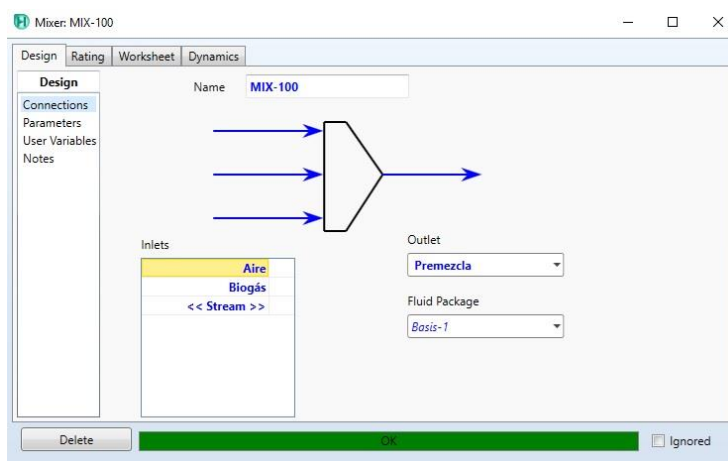 Mixer: MIX-100
Design Rating Worksheet Dynamics
Design
Connections
Parameters
User Variables
Notes
Name MIX-100
Inlets
Aire
Biogás
<< Stream >>
Outlet
Premezcla
Fluid Package
Basis-1
Delete
OK
Ignored